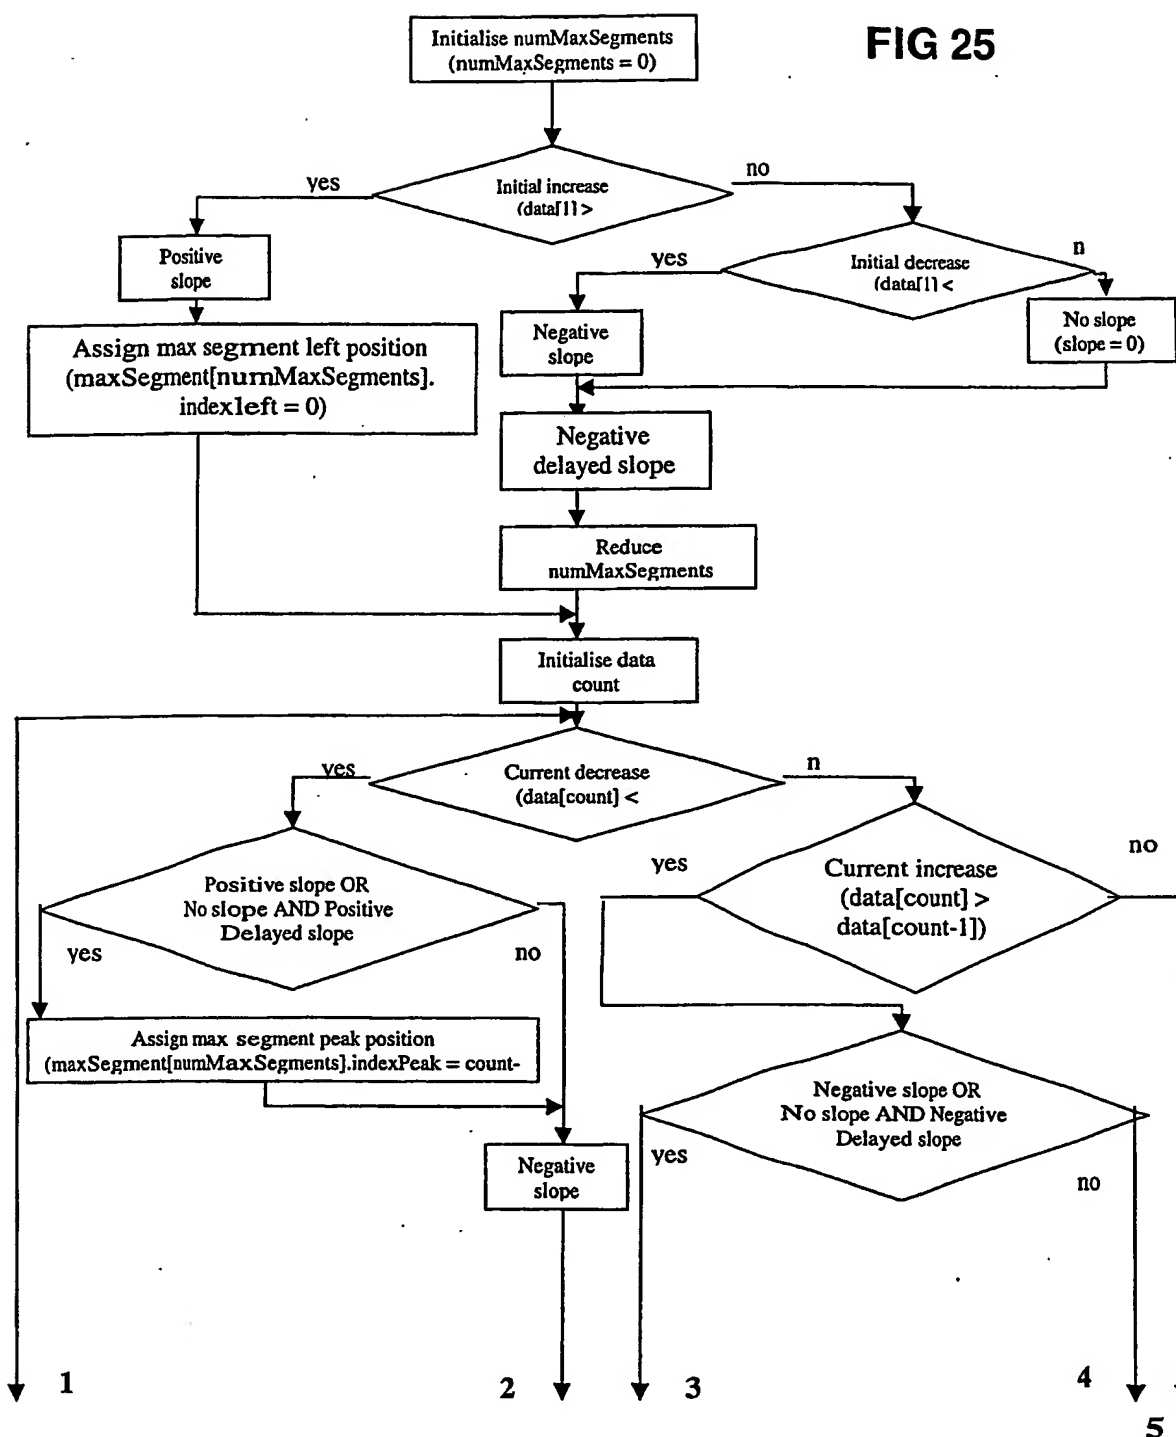 FIG 25
Initialise numMaxSegments
(numMaxSegments = 0)
yes
Initial increase
(data[1] >
no
Positive
slope
yes
Initial decrease
(data[1] <
n
Assign max segment left position
(maxSegment[numMaxSegments].
indexleft = 0)
Negative
slope
No slope
(slope = 0)
Negative
delayed slope
Reduce
numMaxSegments
Initialise data
count
yes
Current decrease
(data[count] <
n
Positive slope OR
No slope AND Positive
Delayed slope
yes
no
yes
Current increase
(data[count] >
data[count-1])
no
Assign max segment peak position
(maxSegment[numMaxSegments].indexPeak = count-
Negative slope OR
No slope AND Negative
Delayed slope
yes
no
Negative
slope
1
2
3
4
5